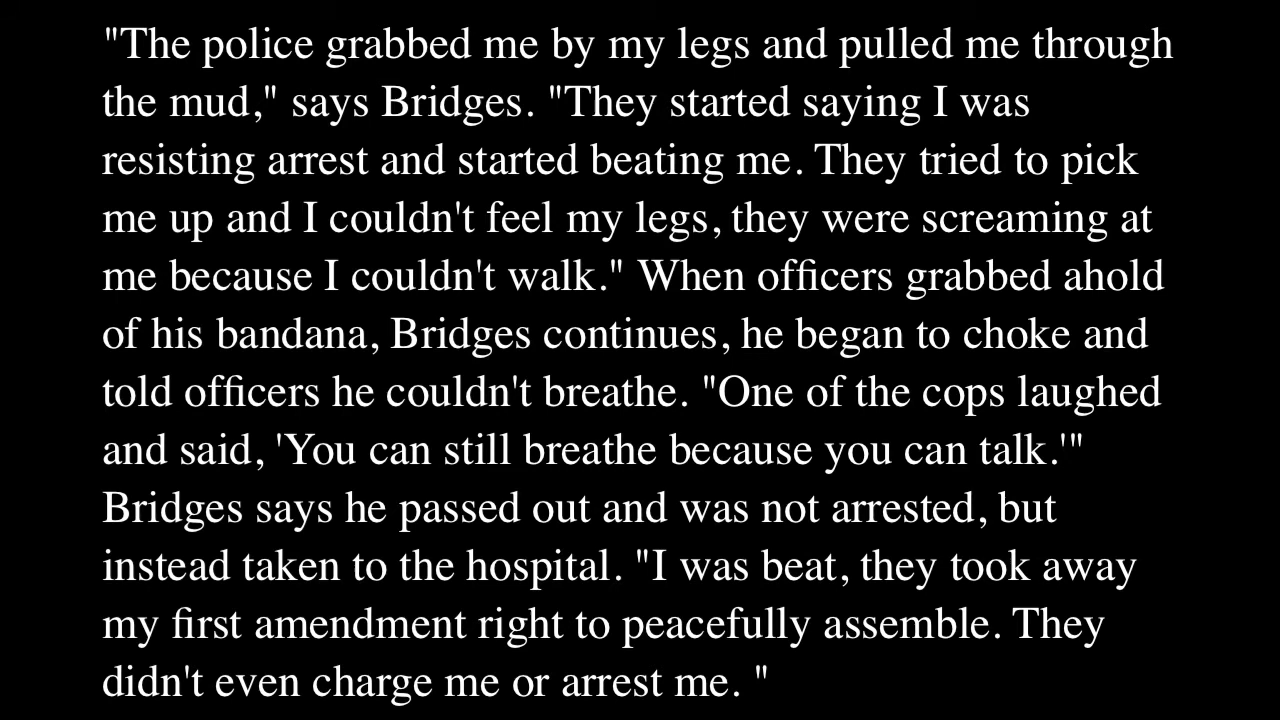 "The police grabbed me by my legs and pulled me through
the mud," says Bridges. "They started saying I was
resisting arrest and started beating me. They tried to pick
me up and I couldn't feel my legs, they were screaming at
me because I couldn't walk." When officers grabbed ahold
of his bandana, Bridges continues, he began to choke and
told officers he couldn't breathe. "One of the cops laughed
and said, 'You can still breathe because you can talk.'"
Bridges says he passed out and was not arrested, but
instead taken to the hospital. "I was beat, they took away
my first amendment right to peacefully assemble. They
didn't even charge me or arrest me. "